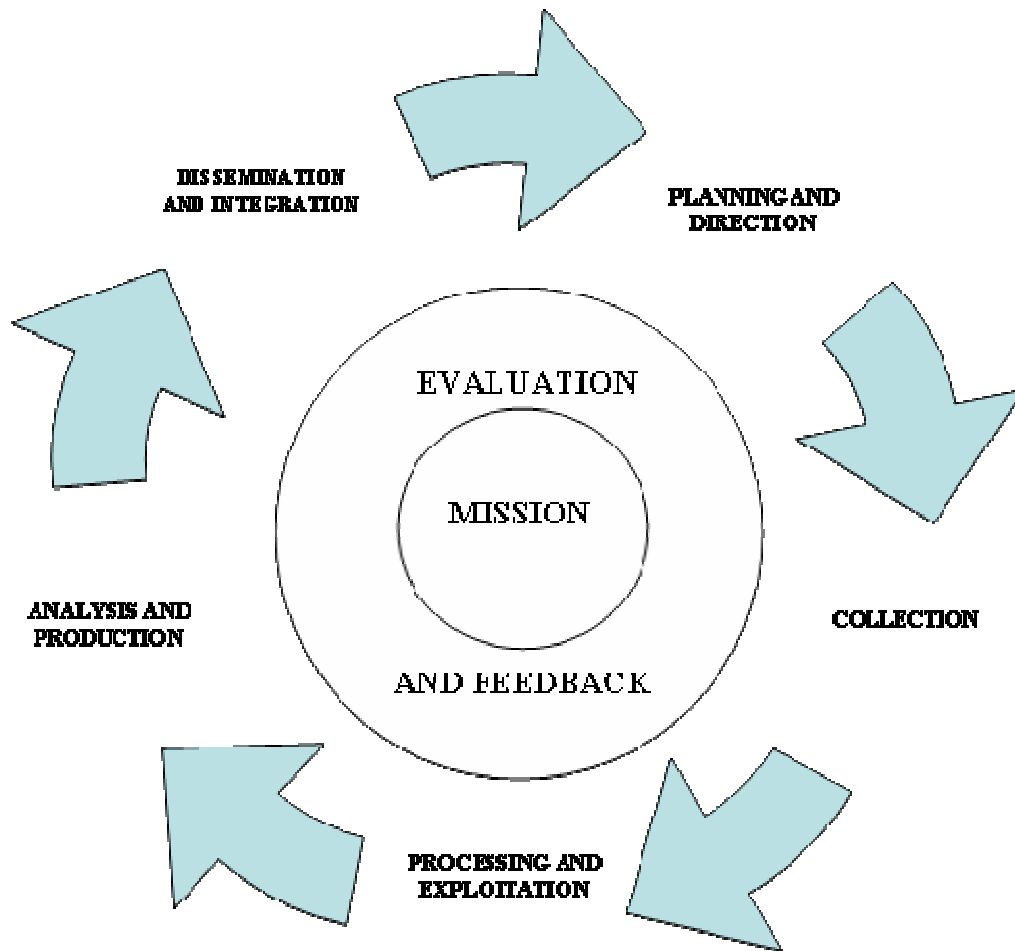 DISSEMINATION
AND INTEGRATION
PLANNING AND
DIRECTION
EVALUATION
MISSION
ANALYSIS AND
PRODUCTION
COLLECTION
AND FEEDBACK
PROCESSING AND
EXPLOITATION